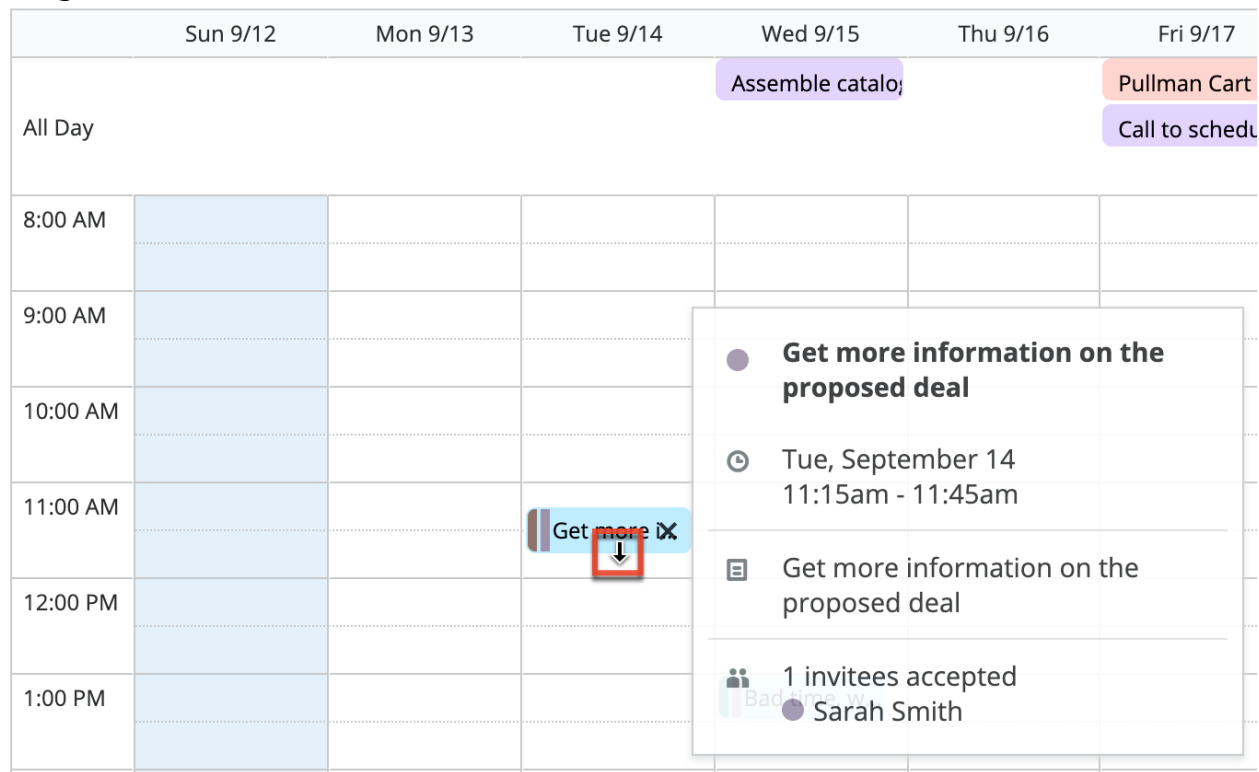 Sun 9/12 Mon 9/13 Tue 9/14 Wed 9/15 Thu 9/16 Fri 9/17
Assemble catalo
Pullman Cart
All Day
Call to schedu
8:00 AM
9:00 AM
Get more information on the
proposed deal
10:00 AM
Tue, September 14
11:15am - 11:45am
11:00 AM
Get more i
Get more information on the
proposed deal
12:00 PM
1 invitees accepted
1:00 PM
Bad time, w...
Sarah Smith